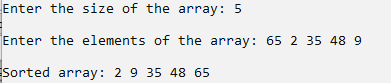 Enter the size of the array: 5
Enter the elements of the array: 65 2 35 48 9
Sorted array: 2 9 35 48 65